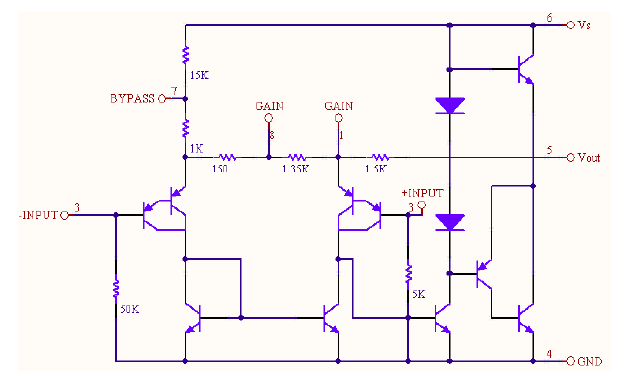 6
Vs
15K
BYPASS 7
GAIN
GAIN
8
1
1K
150
1.35K
1.5K
5
Vout
-INPUT 3
+INPUT
3
50K
5K
4
GND